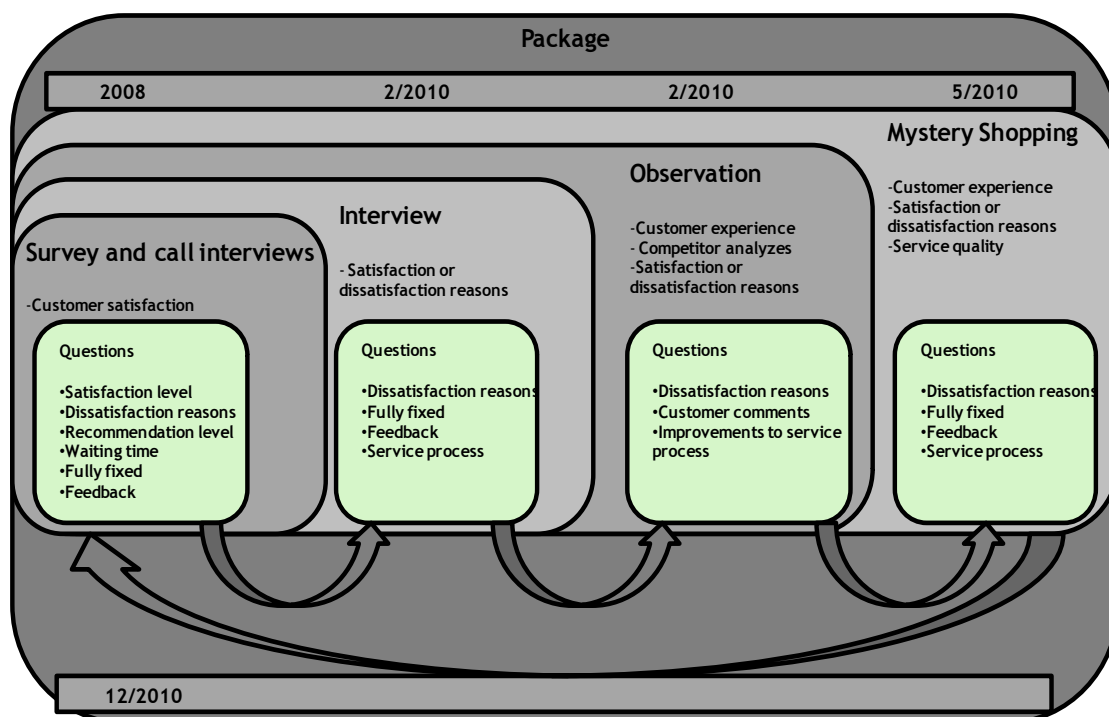 Package
2008 2/2010 2/2010 5/2010
Mystery Shopping
-Customer experience
-Satisfaction or
dissatisfaction reasons
-Service quality
Observation
-Customer experience
- Competitor analyzes
-Satisfaction or
dissatisfaction reasons
Interview
- Satisfaction or
dissatisfaction reasons
Survey and call interviews
-Customer satisfaction
Questions
•Satisfaction level
•Dissatisfaction reasons
•Recommendation level
•Waiting time
•Fully fixed
•Feedback
Questions
•Dissatisfaction reasons
•Fully fixed
•Feedback
•Service process
Questions
•Dissatisfaction reasons
•Customer comments
•Improvements to service
process
Questions
•Dissatisfaction reasons
•Fully fixed
•Feedback
•Service process
12/2010